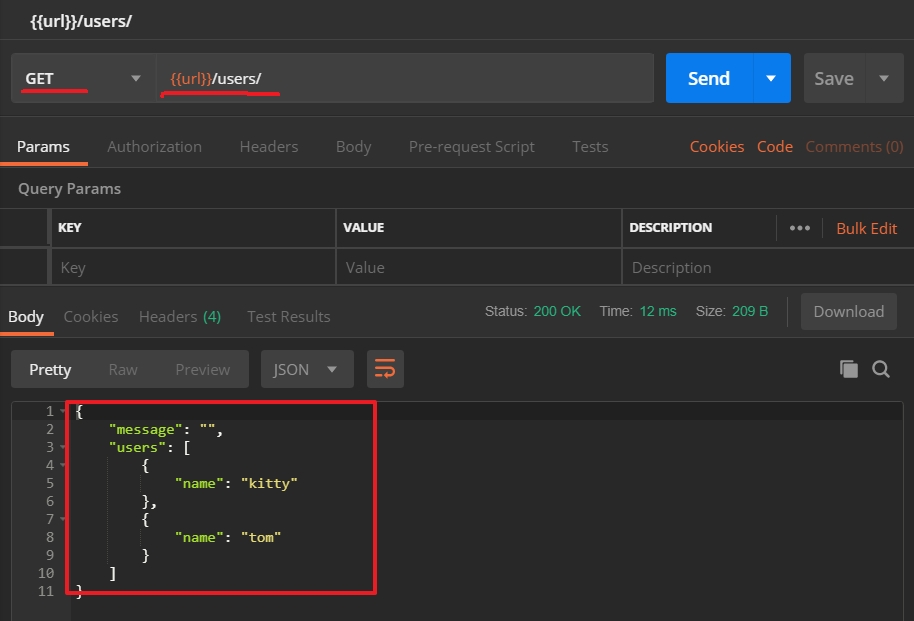 {{url}}/users/
GET {{url}}/users/ Send Save
Params Authorization Headers Body Pre-request Script Tests Cookies Code Comments (0)
Query Params
KEY VALUE DESCRIPTION ••• Bulk Edit
Key Value Description
Body Cookies Headers (4) Test Results Status: 200 OK Time: 12 ms Size: 209 B Download
Pretty Raw Preview JSON
1 {
2 "message": "",
3 "users": [
4 {
5 "name": "kitty"
6 },
7 {
8 "name": "tom"
9 }
10 ]
11 }